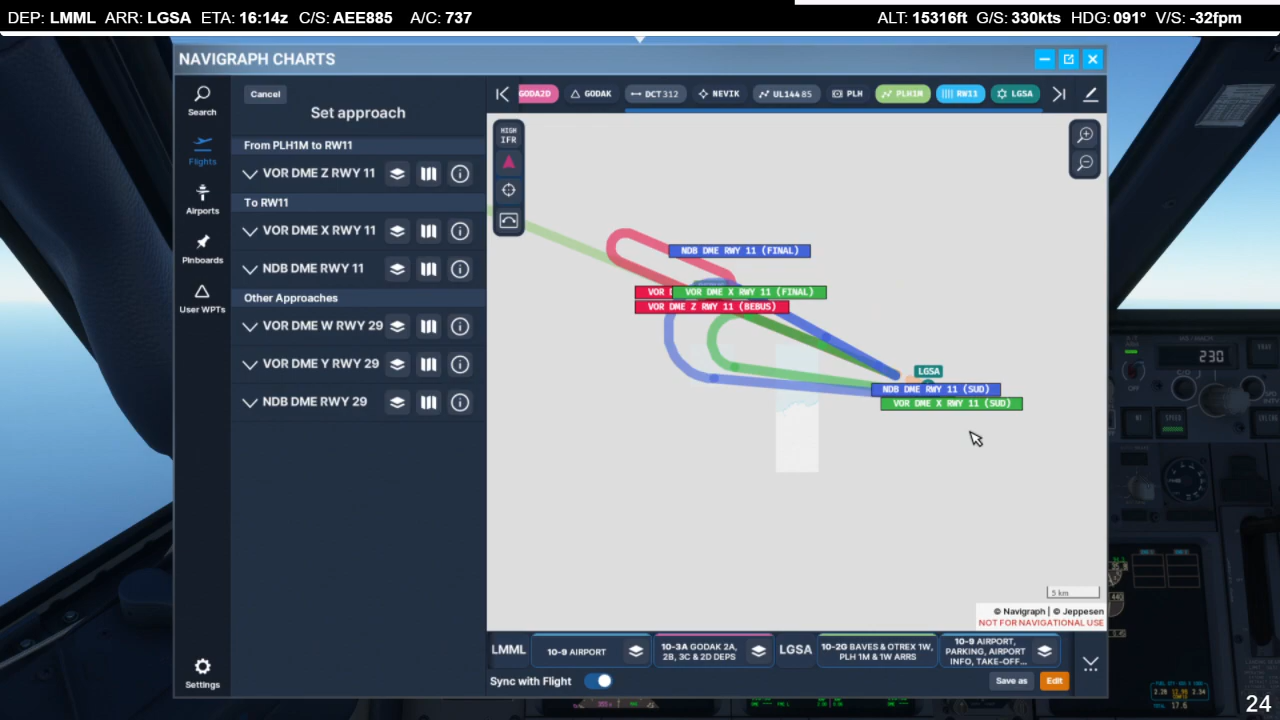 DEP: LMML ARR: LGSA ETA: 16:14z C/S: AEE885 A/C: 737
ALT: 15316ft G/S: 330kts HDG: 091° V/S: -32fpm
NAVIGRAPH CHARTS
Search
Flights
Airports
Pinboards
User WPTs
Settings
Cancel
Set approach
From PLH1M to RW11
VOR DME Z RWY 11
To RW11
VOR DME X RWY 11
NDB DME RWY 11
Other Approaches
VOR DME W RWY 29
VOR DME Y RWY 29
NDB DME RWY 29
GODA2D GODAK DCT 312 NEVIK UL144 85 PLH PLH1M RW11 LGSA
HIGH
IFR
NDB DME RWY 11 (FINAL)
VOR D
VOR DME X RWY 11 (FINAL)
VOR DME Z RWY 11 (BEBUS)
LGSA
NDB DME RWY 11 (SUD)
VOR DME X RWY 11 (SUD)
5 km
© Navigraph | © Jeppesen
NOT FOR NAVIGATIONAL USE
LMML
10-9 AIRPORT
10-3A GODAK 2A,
2B, 3C & 2D DEPS
LGSA
10-2G BAVES & OTREX 1W,
PLH 1M & 1W ARRS
10-9 AIRPORT,
PARKING, AIRPORT
INFO, TAKE-OFF...
Sync with Flight
Save as
Edit
230
24